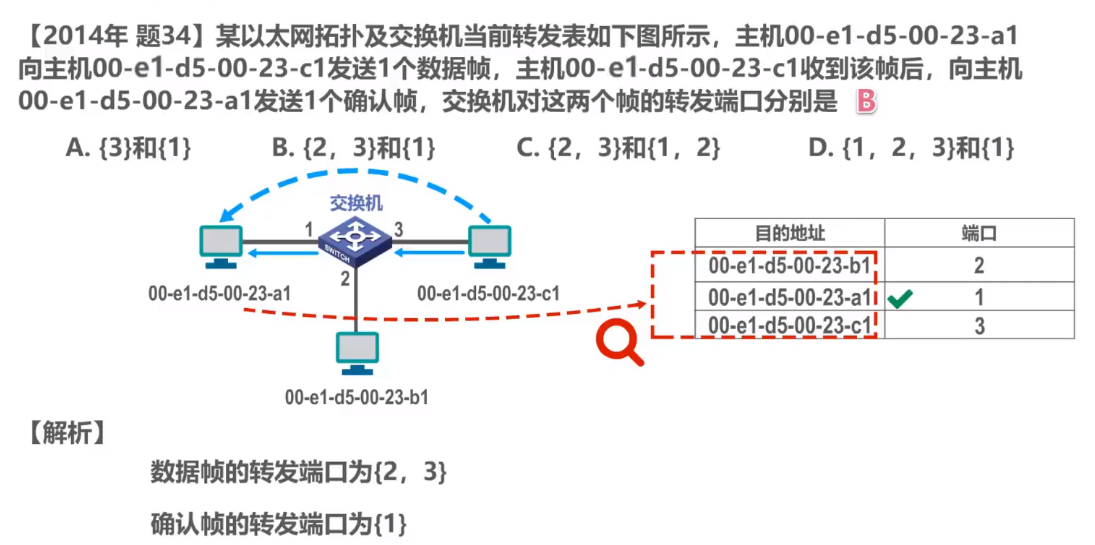 【2014年 题34】某以太网拓扑及交换机当前转发表如下图所示，主机00-e1-d5-00-23-a1
向主机00-e1-d5-00-23-c1发送1个数据帧，主机00-e1-d5-00-23-c1收到该帧后，向主机
00-e1-d5-00-23-a1发送1个确认帧，交换机对这两个帧的转发端口分别是 B
A. {3}和{1} B. {2，3}和{1} C. {2，3}和{1，2} D. {1，2，3}和{1}
交换机
1 3
SWITCH
2
00-e1-d5-00-23-a1 00-e1-d5-00-23-c1
00-e1-d5-00-23-b1
目的地址 端口
00-e1-d5-00-23-b1 2
00-e1-d5-00-23-a1 1
00-e1-d5-00-23-c1 3
【解析】
数据帧的转发端口为{2，3}
确认帧的转发端口为{1}